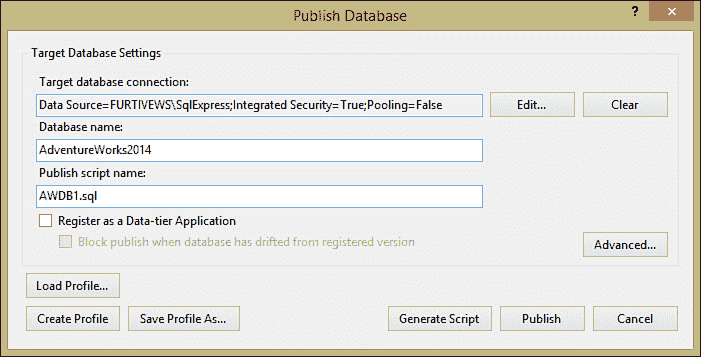 Publish Database
?
Target Database Settings
Target database connection:
Data Source=FURTIVEWS\SqlExpress;Integrated Security=True;Pooling=False
Edit...
Clear
Database name:
AdventureWorks2014
Publish script name:
AWDB1.sql
Register as a Data-tier Application
Block publish when database has drifted from registered version
Advanced...
Load Profile...
Create Profile
Save Profile As...
Generate Script
Publish
Cancel